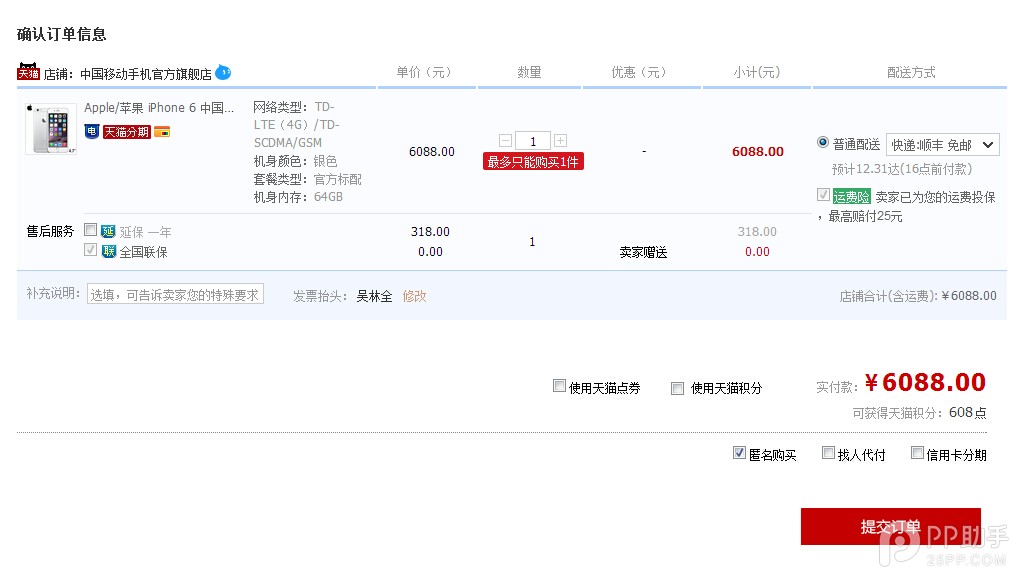 确认订单信息
天猫 店铺：中国移动手机官方旗舰店 单价（元） 数量 优惠（元） 小计(元) 配送方式
Apple/苹果 iPhone 6 中国...
电 天猫分期
网络类型：TD-
LTE（4G）/TD-
SCDMA/GSM
机身颜色：银色
套餐类型：官方标配
机身内存：64GB
6088.00
1
最多只能购买1件
-
6088.00
普通配送 快递:顺丰 免邮
预计12.31达(16点前付款)
运费险 卖家已为您的运费投保
，最高赔付25元
售后服务 延 延保 一年 318.00 318.00
联 全国联保 0.00 1 卖家赠送 0.00
补充说明： 选填，可告诉卖家您的特殊要求 发票抬头： 吴林全 修改 店铺合计(含运费): ¥6088.00
使用天猫点券 使用天猫积分 实付款: ¥6088.00
可获得天猫积分: 608点
匿名购买 找人代付 信用卡分期
提交订单
PP助手
25PP.COM